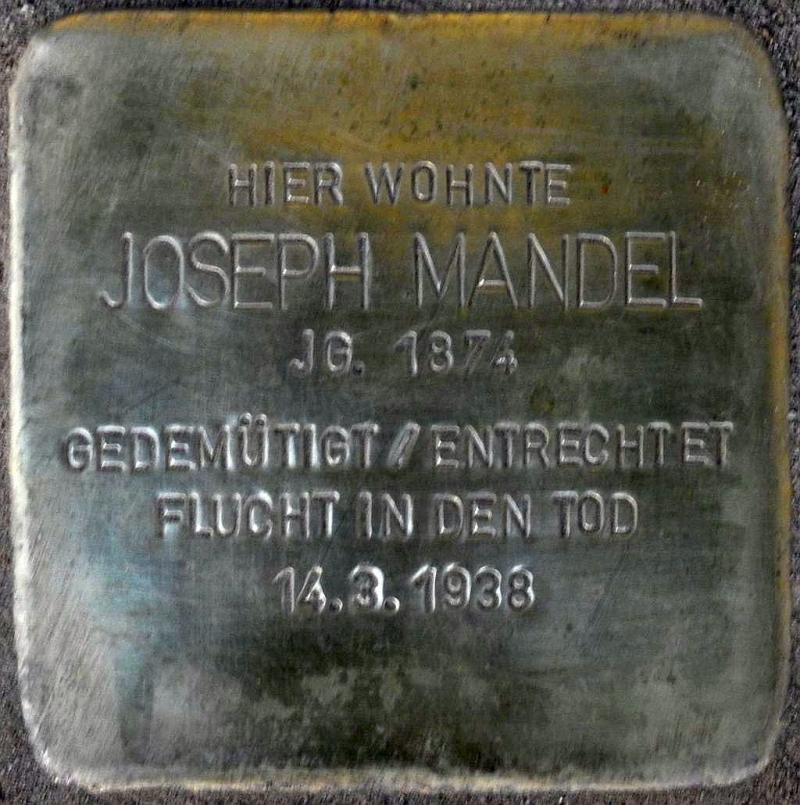 HIER WOHNTE
JOSEPH MANDEL
JG. 1874
GEDEMÜTIGT / ENTRECHTET
FLUCHT IN DEN TOD
14.3.1938